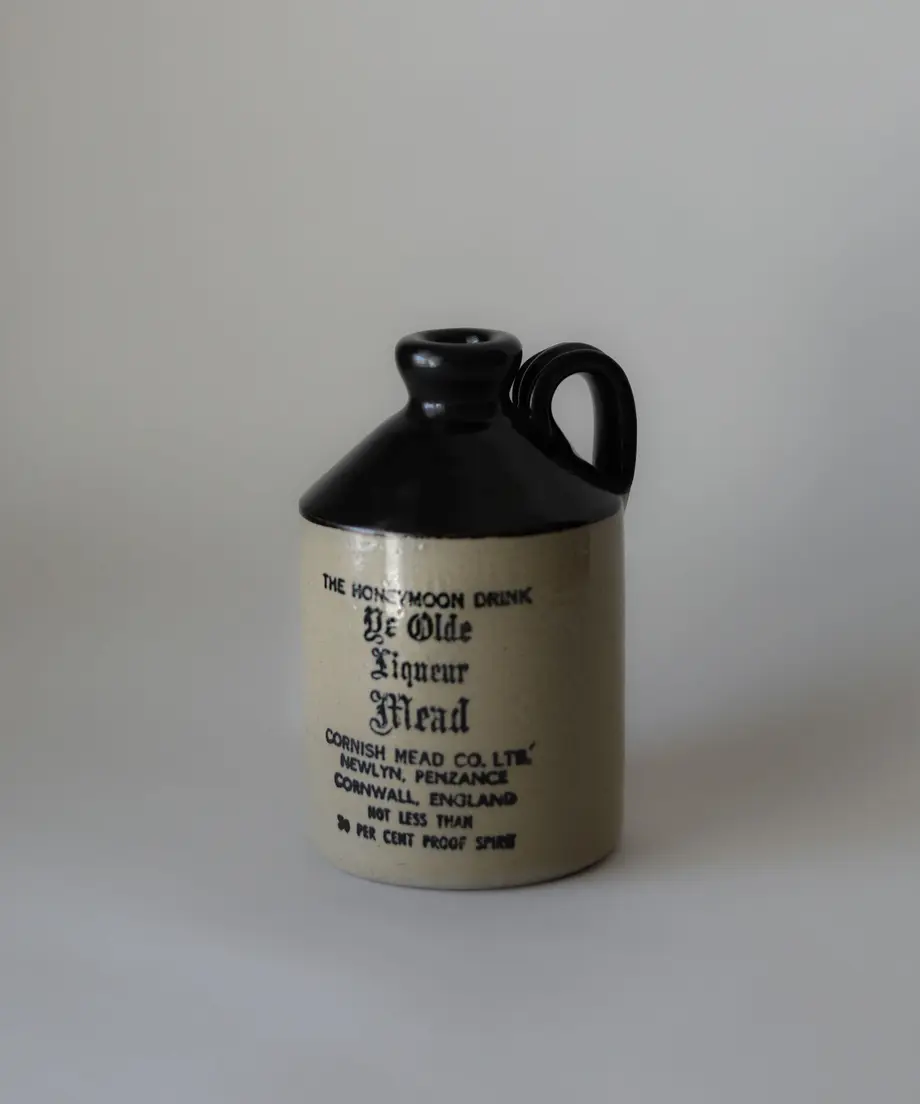 THE HONEYMOON DRINK
Ye Olde
Liqueur
Mead
CORNISH MEAD CO. LTD.
NEWLYN, PENZANCE
CORNWALL, ENGLAND
NOT LESS THAN
PER CENT PROOF SPIRIT